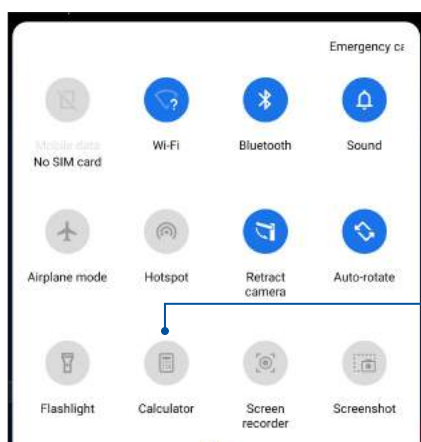 Emergency ca
Mobile data Wi-Fi Bluetooth Sound
No SIM card
Airplane mode Hotspot Retract Auto-rotate
camera
Flashlight Calculator Screen Screenshot
recorder